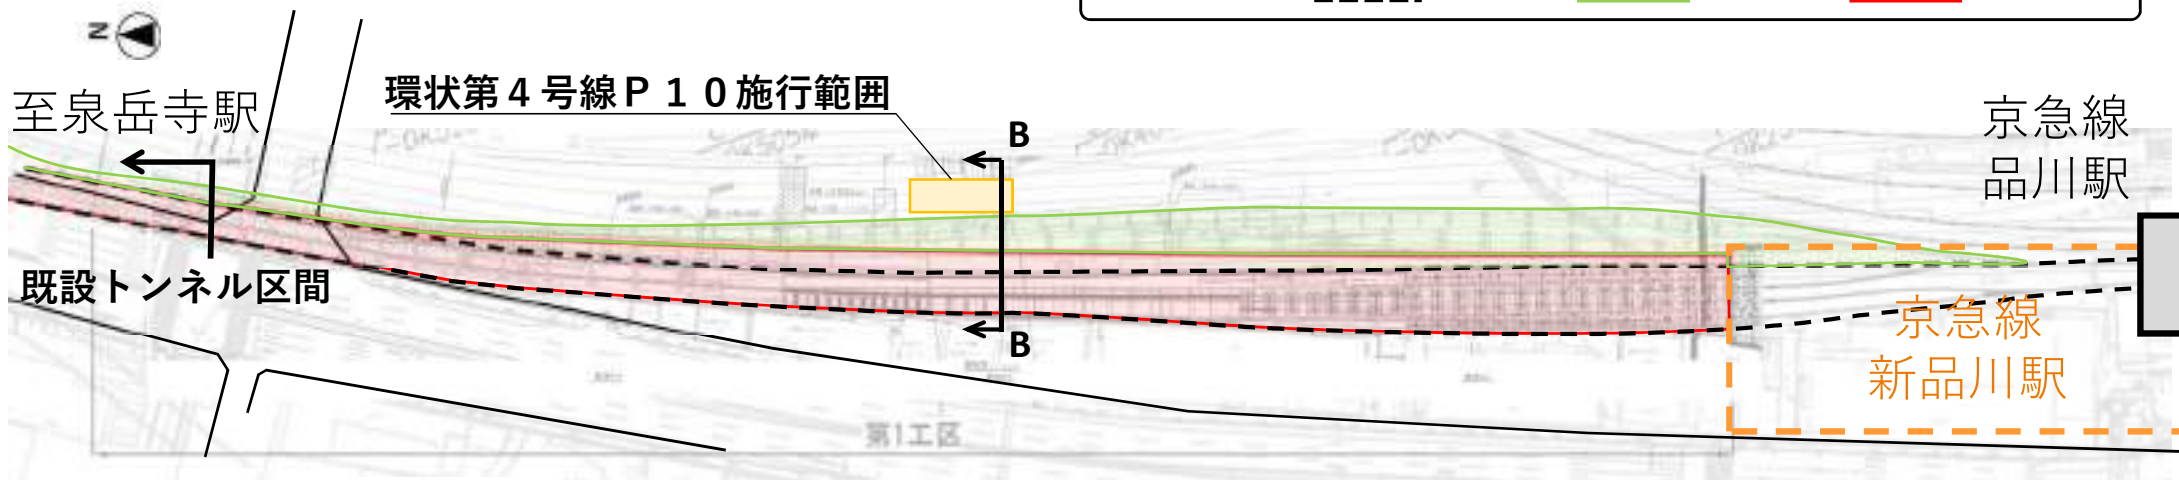 N
至泉岳寺駅
環状第４号線Ｐ１０施行範囲
B
京急線
品川駅
既設トンネル区間
B
京急線
新品川駅
第1工区